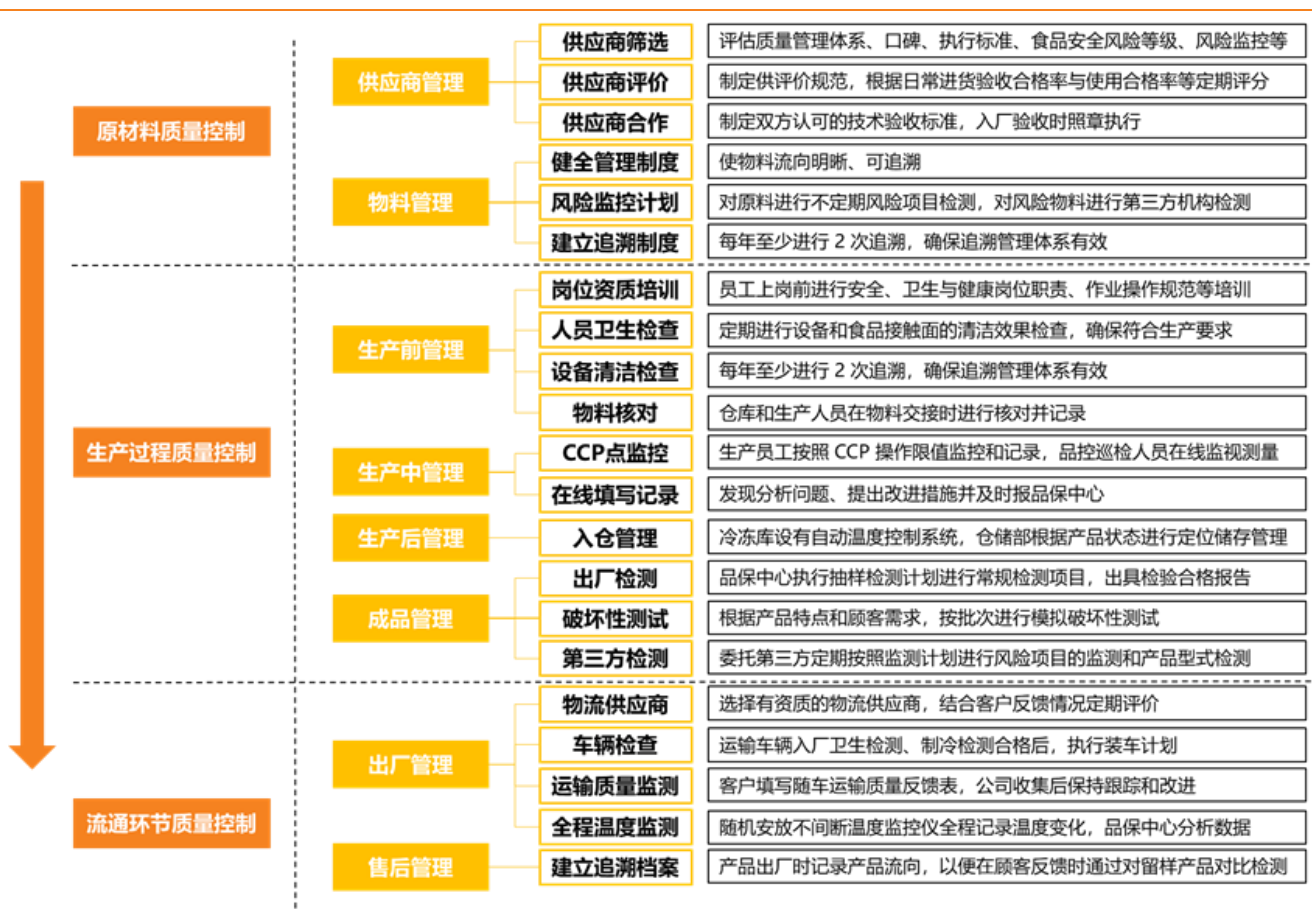 原材料质量控制
供应商管理
供应商筛选
评估质量管理体系、口碑、执行标准、食品安全风险等级、风险监控等
供应商评价
制定供评价规范，根据日常进货验收合格率与使用合格率等定期评分
供应商合作
制定双方认可的技术验收标准，入厂验收时照章执行
物料管理
健全管理制度
使物料流向明晰、可追溯
风险监控计划
对原料进行不定期风险项目检测，对风险物料进行第三方机构检测
建立追溯制度
每年至少进行 2 次追溯，确保追溯管理体系有效
生产过程质量控制
生产前管理
岗位资质培训
员工上岗前进行安全、卫生与健康岗位职责、作业操作规范等培训
人员卫生检查
定期进行设备和食品接触面的清洁效果检查，确保符合生产要求
设备清洁检查
每年至少进行 2 次追溯，确保追溯管理体系有效
物料核对
仓库和生产人员在物料交接时进行核对并记录
生产中管理
CCP点监控
生产员工按照 CCP 操作限值监控和记录，品控巡检人员在线监视测量
在线填写记录
发现分析问题、提出改进措施并及时报品保中心
生产后管理
入仓管理
冷冻库设有自动温度控制系统，仓储部根据产品状态进行定位储存管理
成品管理
出厂检测
品保中心执行抽样检测计划进行常规检测项目，出具检验合格报告
破坏性测试
根据产品特点和顾客需求，按批次进行模拟破坏性测试
第三方检测
委托第三方定期按照监测计划进行风险项目的监测和产品型式检测
流通环节质量控制
出厂管理
物流供应商
选择有资质的物流供应商，结合客户反馈情况定期评价
车辆检查
运输车辆入厂卫生检测、制冷检测合格后，执行装车计划
运输质量监测
客户填写随车运输质量反馈表，公司收集后保持跟踪和改进
全程温度监测
随机安放不间断温度监控仪全程记录温度变化，品保中心分析数据
售后管理
建立追溯档案
产品出厂时记录产品流向，以便在顾客反馈时通过对留样产品对比检测